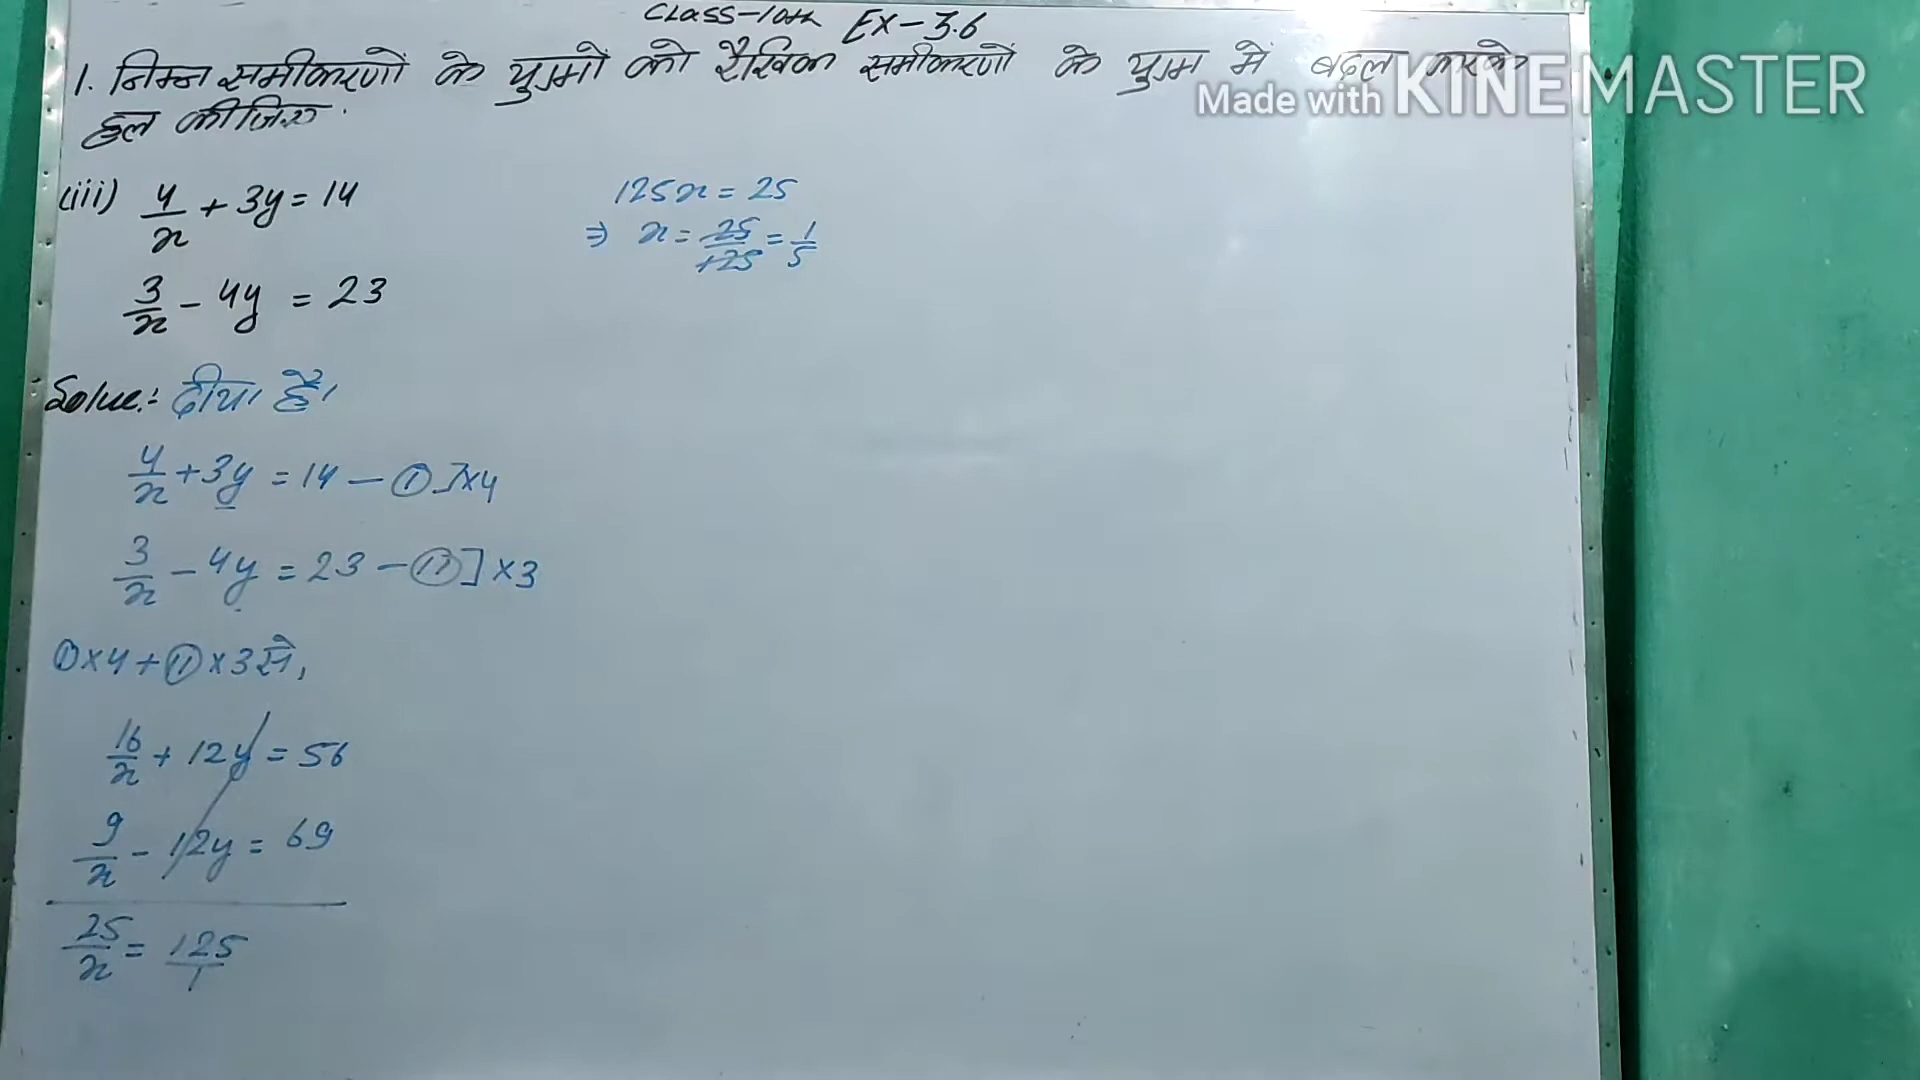 CLASS-10th Ex-3.6
1. निम्न समीकरणों के युग्मों को रैखिक समीकरणों के युग्म में बदल करके
हल कीजिए.
Made with KINEMASTER
(iii) 4/x + 3y = 14
3/x - 4y = 23
Solve:- दीया है।
4/x + 3y = 14 — ①]×4
3/x - 4y = 23 — ⑪]×3
①×4 + ⑪×3 से,
16/x + 12y = 56
9/x - 12y = 69
25/x = 125/1
125x = 25
⇒ x = 25/125 = 1/5